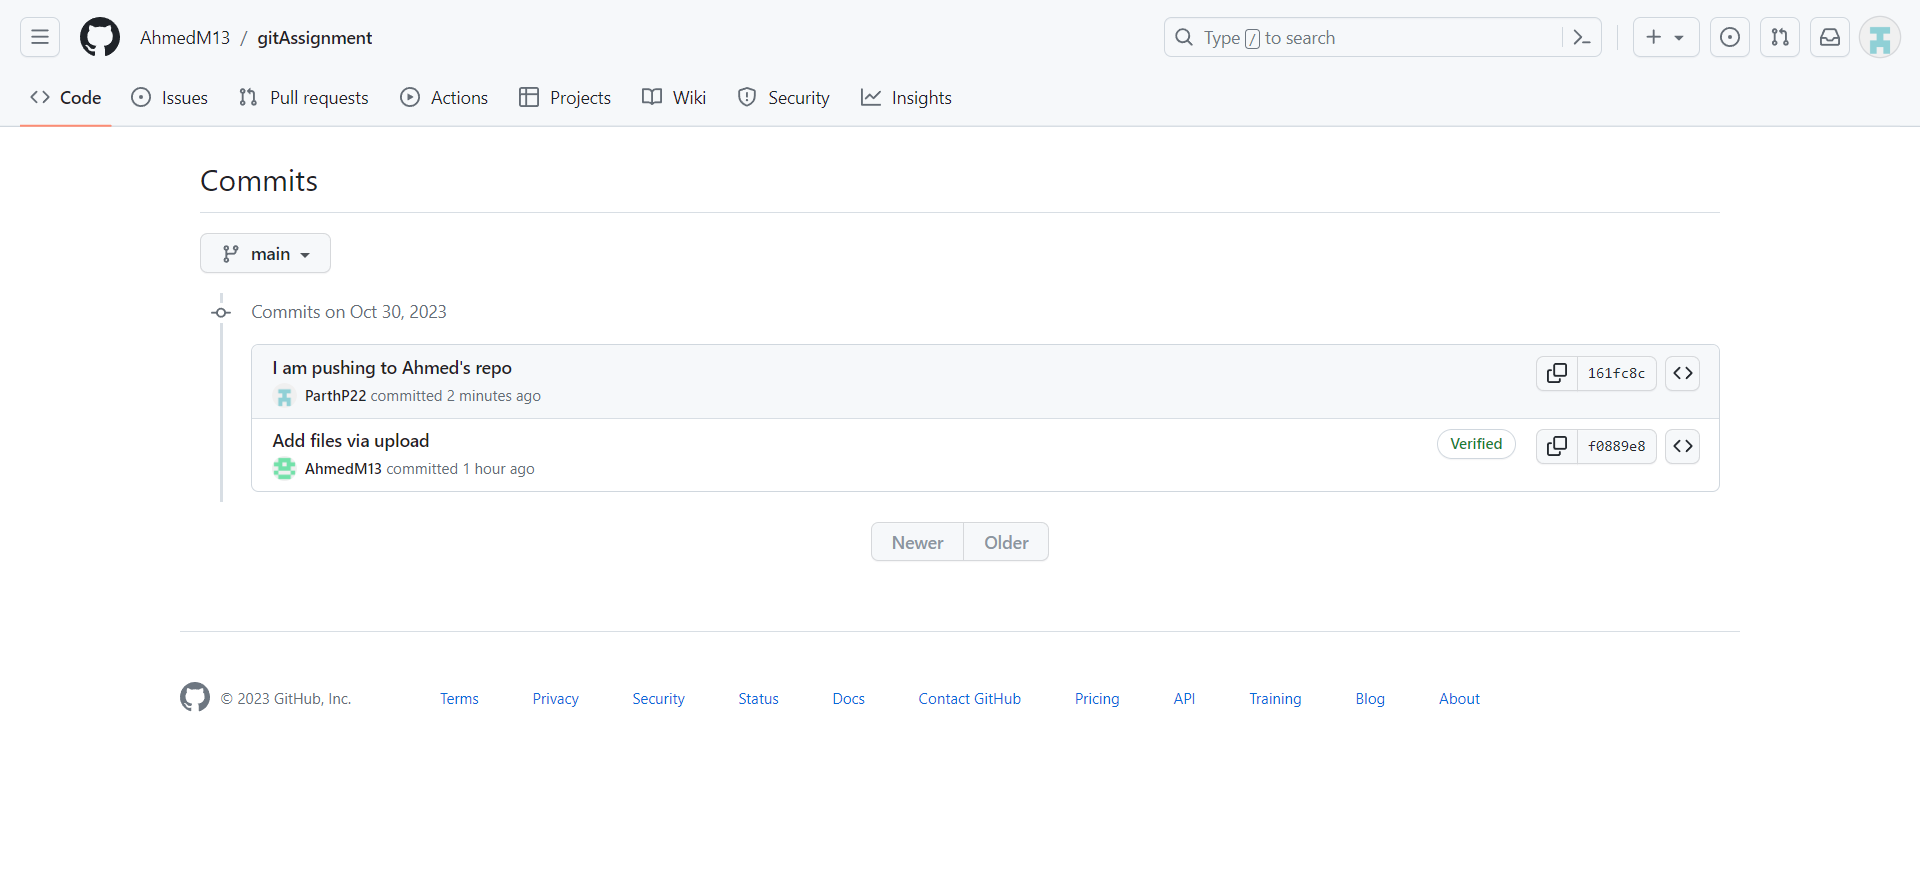 AhmedM13 / gitAssignment
Type / to search
Code Issues Pull requests Actions Projects Wiki Security Insights
Commits
main
Commits on Oct 30, 2023
I am pushing to Ahmed's repo
161fc8c
ParthP22 committed 2 minutes ago
Add files via upload
Verified
f0889e8
AhmedM13 committed 1 hour ago
Newer Older
© 2023 GitHub, Inc. Terms Privacy Security Status Docs Contact GitHub Pricing API Training Blog About